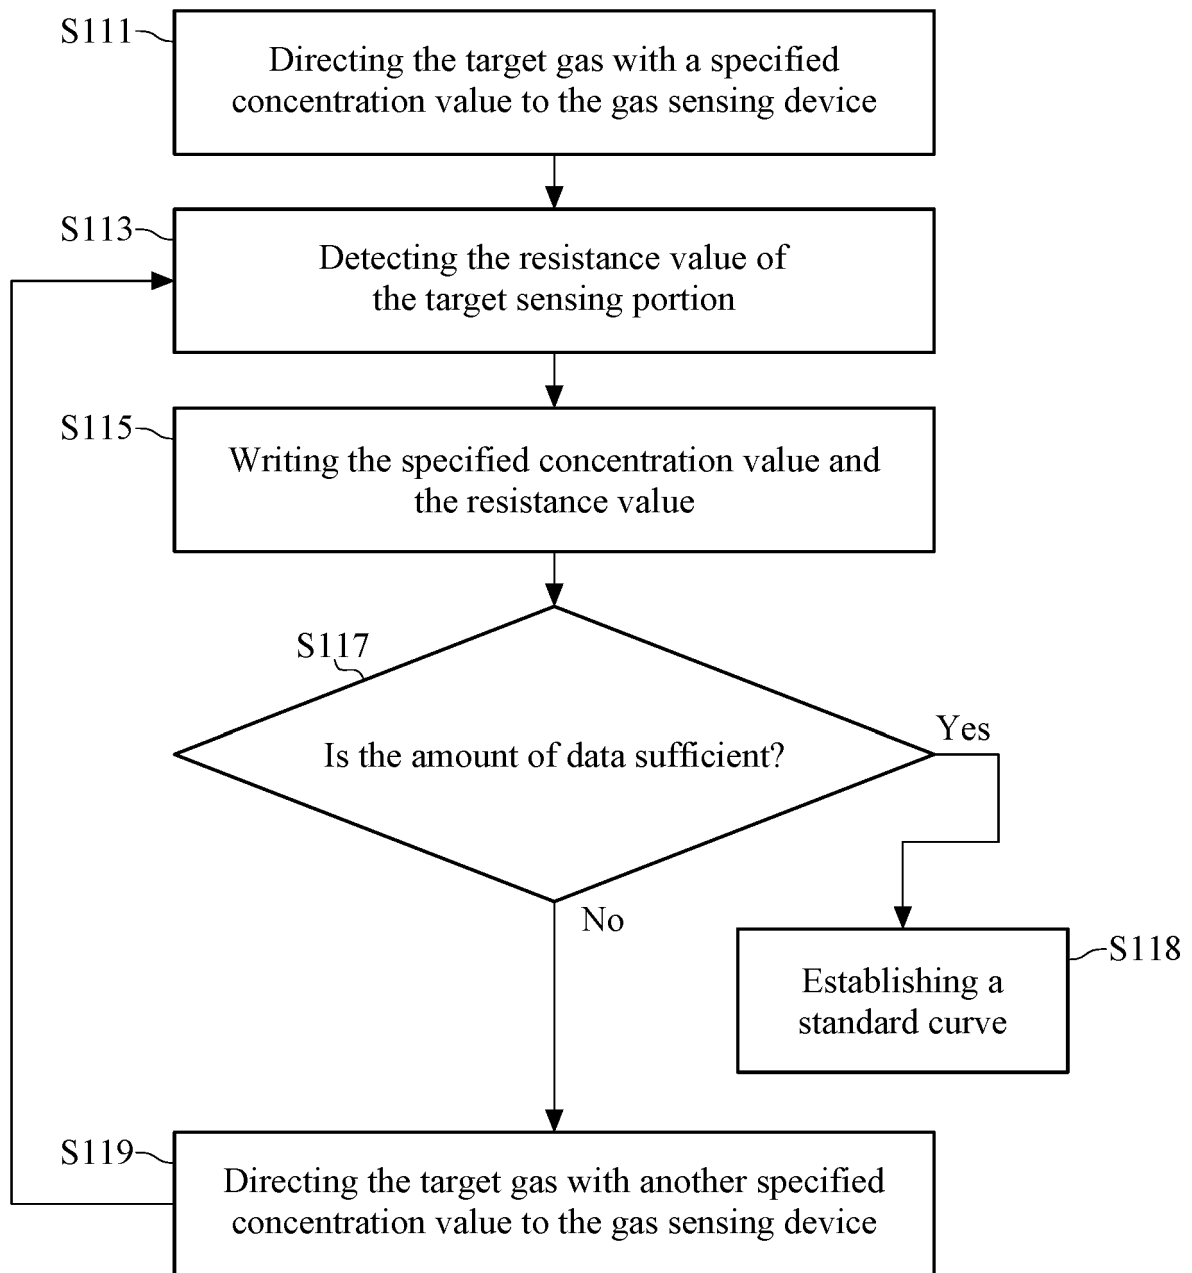 S111
Directing the target gas with a specified
concentration value to the gas sensing device
S113
Detecting the resistance value of
the target sensing portion
S115
Writing the specified concentration value and
the resistance value
S117
Is the amount of data sufficient?
Yes
No
S118
Establishing a
standard curve
S119
Directing the target gas with another specified
concentration value to the gas sensing device